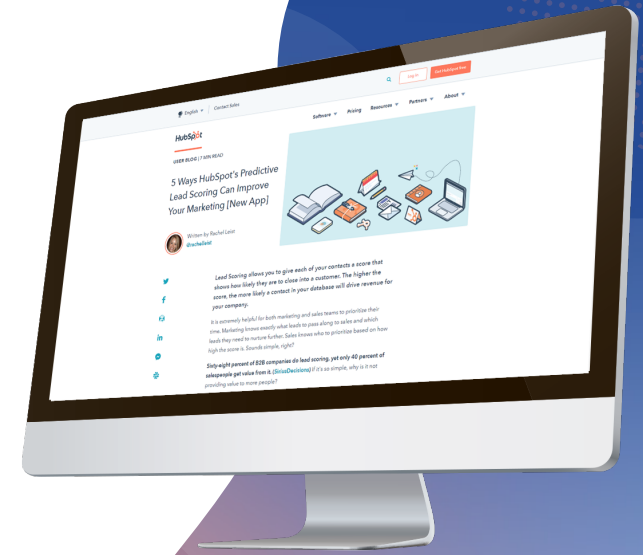 English
Contact Sales
Log In
Get HubSpot free
HubSpot
Software
Pricing
Resources
Partners
About
USER BLOG | 7 MIN READ
5 Ways HubSpot's Predictive
Lead Scoring Can Improve
Your Marketing [New App]
Written by Rachel Leist
@rachelleist
Lead Scoring allows you to give each of your contacts a score that
shows how likely they are to close into a customer. The higher the
score, the more likely a contact in your database will drive revenue for
your company.
It is extremely helpful for both marketing and sales teams to prioritize their
time. Marketing knows exactly what leads to pass along to sales and which
leads they need to nurture further. Sales knows who to prioritize based on how
high the score is. Sounds simple, right?
Sixty-eight percent of B2B companies do lead scoring, yet only 40 percent of
salespeople get value from it. (SiriusDecisions) If it's so simple, why is it not
providing value to more people?